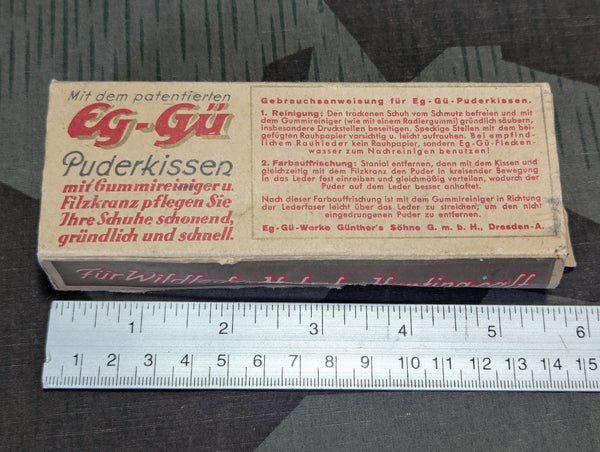 Mit dem patentierten
Eg-Gü
Puderkissen
mit Gummireiniger u.
Filzkranz pflegen Sie
Ihre Schuhe schonend,
gründlich und schnell.
Gebrauchsanweisung für Eg-Gü-Puderkissen.
1. Reinigung: Den trockenen Schuh vom Schmutz befreien und mit
dem Gummireiniger (wie mit einem Radiergummi) gründlich säubern,
insbesondere Druckstellen beseitigen. Speckige Stellen mit dem bei-
gefügten Rauhpapier vorsichtig u. leicht aufrauhen. Bei empfind-
lichem Rauhleder kein Rauhpapier, sondern Eg-Gü-Flecken-
wasser zum Nachreinigen benutzen!
2. Farbauffrischung: Staniol entfernen, dann mit dem Kissen und
gleichzeitig mit dem Filzkranz den Puder in kreisender Bewegung
in das Leder fest einreiben und gleichmäßig verteilen, wodurch der
Puder auf dem Leder besser anhaftet.
Nach dieser Farbauffrischung ist mit dem Gummireiniger in Richtung
der Lederfaser leicht über das Leder zu streichen, um den nicht
eingedrungenen Puder zu entfernen.
Eg-Gü-Werke Günther's Söhne G. m. b. H., Dresden-A.
Für
1 2 3 4 5 6
1 2 3 4 5 6 7 8 9 10 11 12 13 14 15